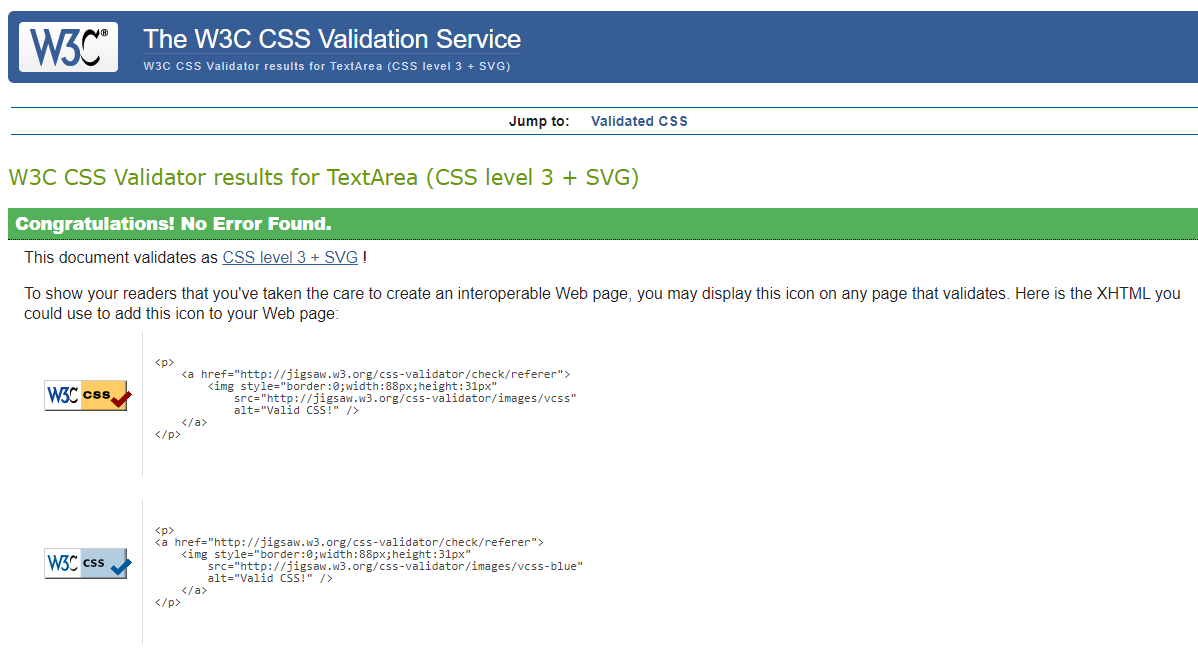 W3C®
The W3C CSS Validation Service
W3C CSS Validator results for TextArea (CSS level 3 + SVG)
Jump to: Validated CSS
W3C CSS Validator results for TextArea (CSS level 3 + SVG)
Congratulations! No Error Found.
This document validates as CSS level 3 + SVG !
To show your readers that you've taken the care to create an interoperable Web page, you may display this icon on any page that validates. Here is the XHTML you
could use to add this icon to your Web page:
W3C css
<p>
    <a href="http://jigsaw.w3.org/css-validator/check/referer">
        <img style="border:0;width:88px;height:31px"
            src="http://jigsaw.w3.org/css-validator/images/vcss"
            alt="Valid CSS!" />
    </a>
</p>
W3C css
<p>
<a href="http://jigsaw.w3.org/css-validator/check/referer">
    <img style="border:0;width:88px;height:31px"
        src="http://jigsaw.w3.org/css-validator/images/vcss-blue"
        alt="Valid CSS!" />
    </a>
</p>